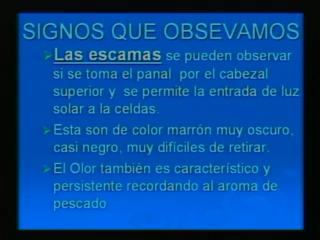 SIGNOS QUE OBSEVAMOS
Las escamas se pueden observar
si se toma el panal por el cabezal
superior y se permite la entrada de luz
solar a la celdas.
Esta son de color marrón muy oscuro,
casi negro, muy difíciles de retirar.
El Olor también es característico y
persistente recordando al aroma de
pescado